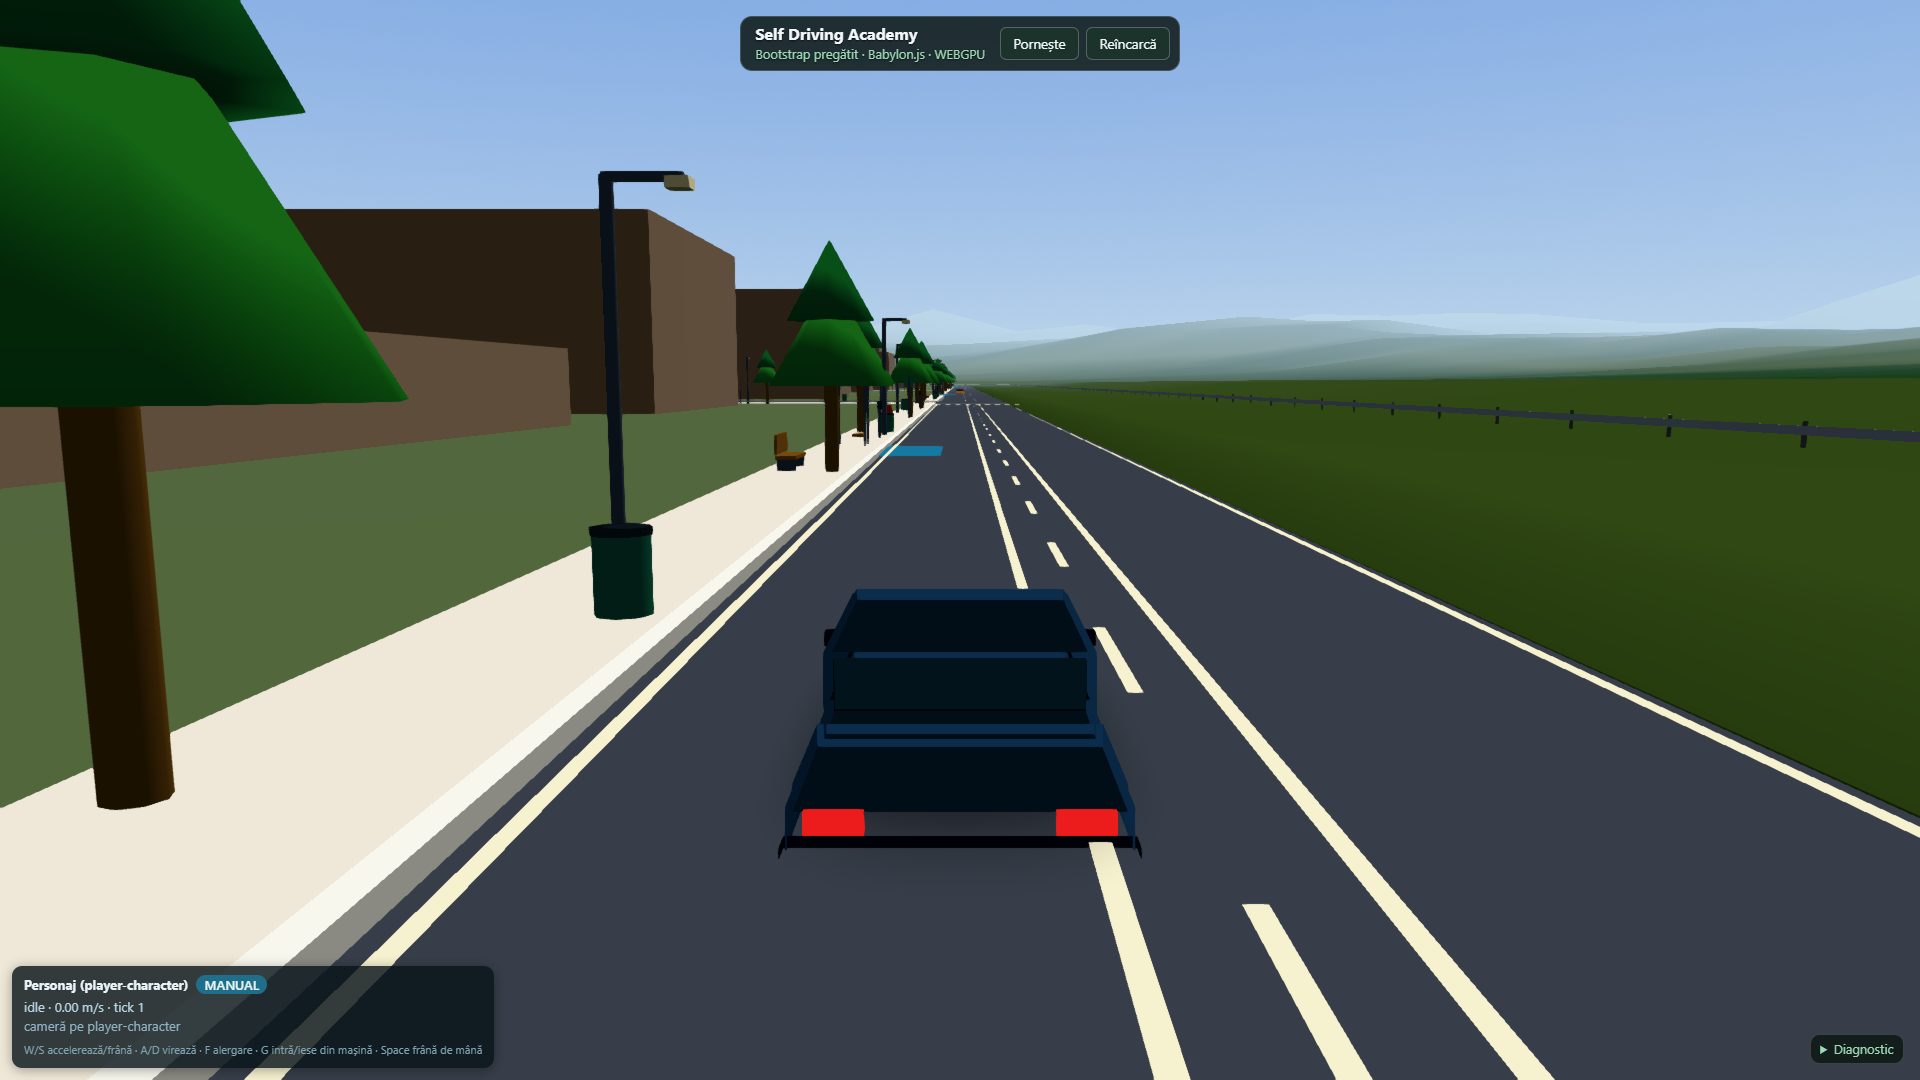 Self Driving Academy
Bootstrap pregătit · Babylon.js · WEBGPU
Pornește
Reîncarcă
Personaj (player-character) MANUAL
idle · 0.00 m/s · tick 1
cameră pe player-character
W/S accelerează/frână · A/D virează · F alergare · G intră/iese din mașină · Space frână de mână
▶ Diagnostic